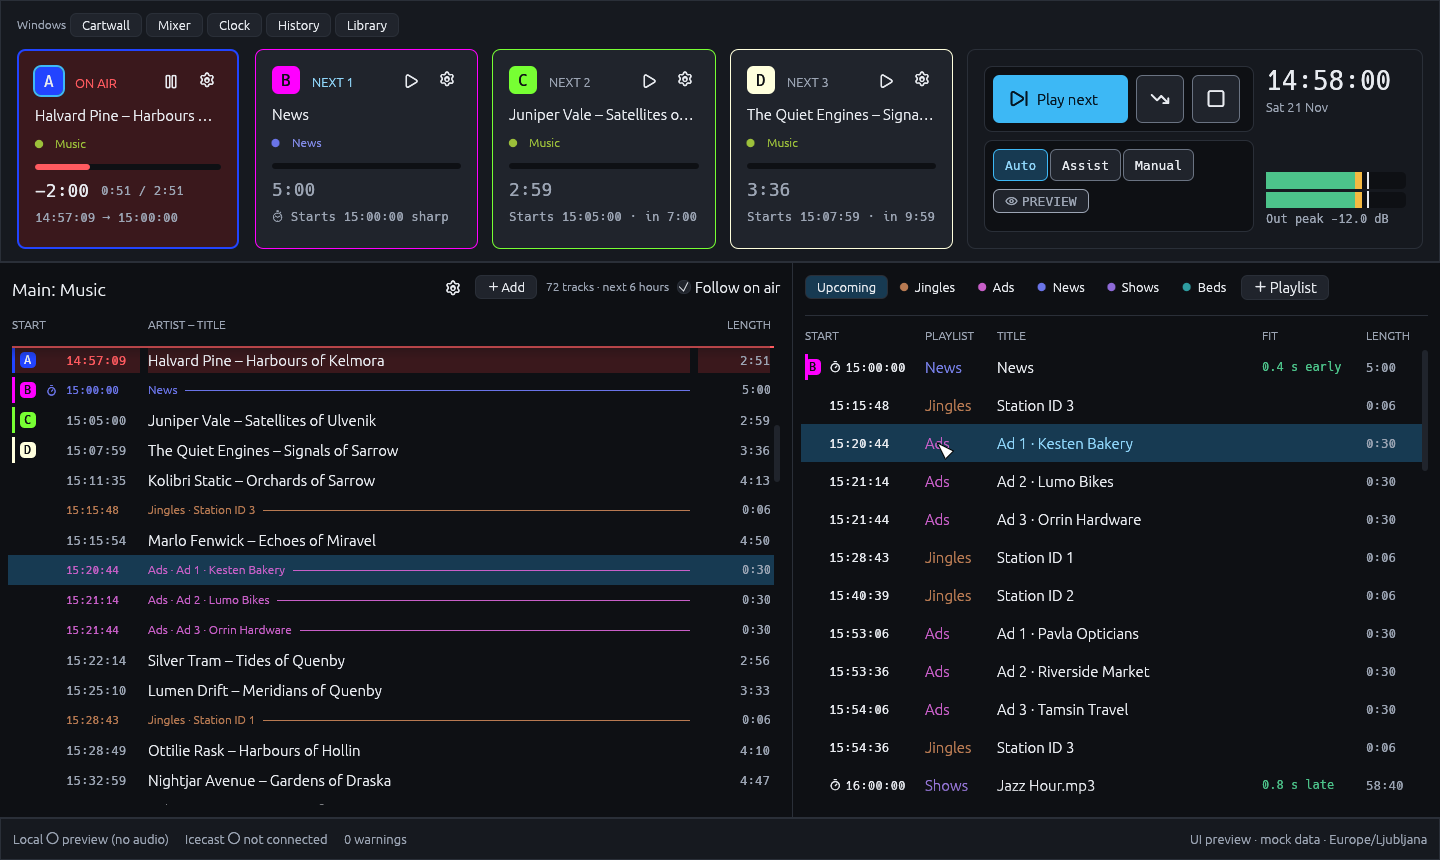 Windows Cartwall Mixer Clock History Library
A ON AIR
Halvard Pine – Harbours ...
Music
−2:00 0:51 / 2:51
14:57:09 → 15:00:00
B NEXT 1
News
News
5:00
Starts 15:00:00 sharp
C NEXT 2
Juniper Vale – Satellites o...
Music
2:59
Starts 15:05:00 · in 7:00
D NEXT 3
The Quiet Engines – Signa...
Music
3:36
Starts 15:07:59 · in 9:59
Play next
Auto Assist Manual
PREVIEW
14:58:00
Sat 21 Nov
Out peak -12.0 dB
Main: Music + Add 72 tracks · next 6 hours Follow on air
START ARTIST – TITLE LENGTH
A 14:57:09 Halvard Pine – Harbours of Kelmora 2:51
B 15:00:00 News 5:00
C 15:05:00 Juniper Vale – Satellites of Ulvenik 2:59
D 15:07:59 The Quiet Engines – Signals of Sarrow 3:36
15:11:35 Kolibri Static – Orchards of Sarrow 4:13
15:15:48 Jingles · Station ID 3 0:06
15:15:54 Marlo Fenwick – Echoes of Miravel 4:50
15:20:44 Ads · Ad 1 · Kesten Bakery 0:30
15:21:14 Ads · Ad 2 · Lumo Bikes 0:30
15:21:44 Ads · Ad 3 · Orrin Hardware 0:30
15:22:14 Silver Tram – Tides of Quenby 2:56
15:25:10 Lumen Drift – Meridians of Quenby 3:33
15:28:43 Jingles · Station ID 1 0:06
15:28:49 Ottilie Rask – Harbours of Hollin 4:10
15:32:59 Nightjar Avenue – Gardens of Draska 4:47
Upcoming Jingles Ads News Shows Beds + Playlist
START PLAYLIST TITLE FIT LENGTH
B 15:00:00 News News 0.4 s early 5:00
15:15:48 Jingles Station ID 3 0:06
15:20:44 Ads Ad 1 · Kesten Bakery 0:30
15:21:14 Ads Ad 2 · Lumo Bikes 0:30
15:21:44 Ads Ad 3 · Orrin Hardware 0:30
15:28:43 Jingles Station ID 1 0:06
15:40:39 Jingles Station ID 2 0:06
15:53:06 Ads Ad 1 · Pavla Opticians 0:30
15:53:36 Ads Ad 2 · Riverside Market 0:30
15:54:06 Ads Ad 3 · Tamsin Travel 0:30
15:54:36 Jingles Station ID 3 0:06
16:00:00 Shows Jazz Hour.mp3 0.8 s late 58:40
Local preview (no audio) Icecast not connected 0 warnings
UI preview · mock data · Europe/Ljubljana